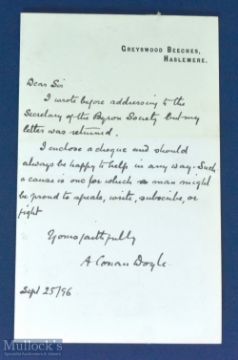 GREYSWOOD BEECHES,
HASLEMERE.
Dear Sir
I wrote before addressing to the
Secretary of the Byron Society but my
letter was returned.
I enclose a cheque and should
always be happy to help in any way. Such
a cause is one for which a man might
be proud to speak, write, subscribe, or
fight
Yours faithfully
A Conan Doyle
Sept 25/96
Mullock's